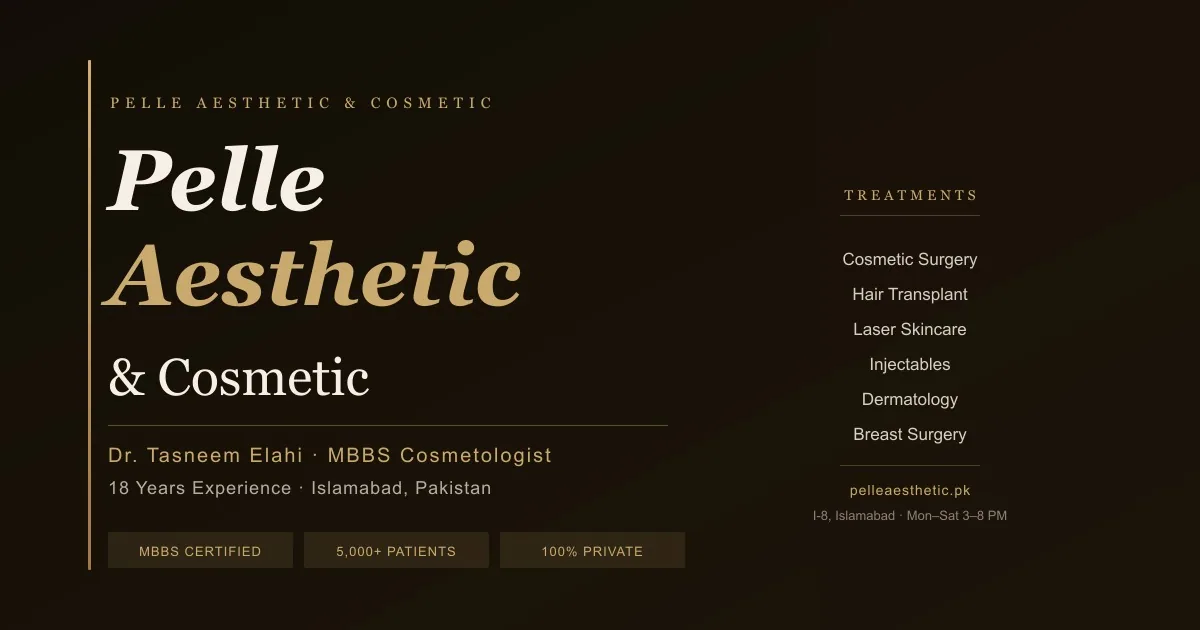 PELLE AESTHETIC & COSMETIC
Pelle
Aesthetic
& Cosmetic
Dr. Tasneem Elahi · MBBS Cosmetologist
18 Years Experience · Islamabad, Pakistan
MBBS CERTIFIED
5,000+ PATIENTS
100% PRIVATE
TREATMENTS
Cosmetic Surgery
Hair Transplant
Laser Skincare
Injectables
Dermatology
Breast Surgery
pelleaesthetic.pk
I-8, Islamabad · Mon–Sat 3–8 PM